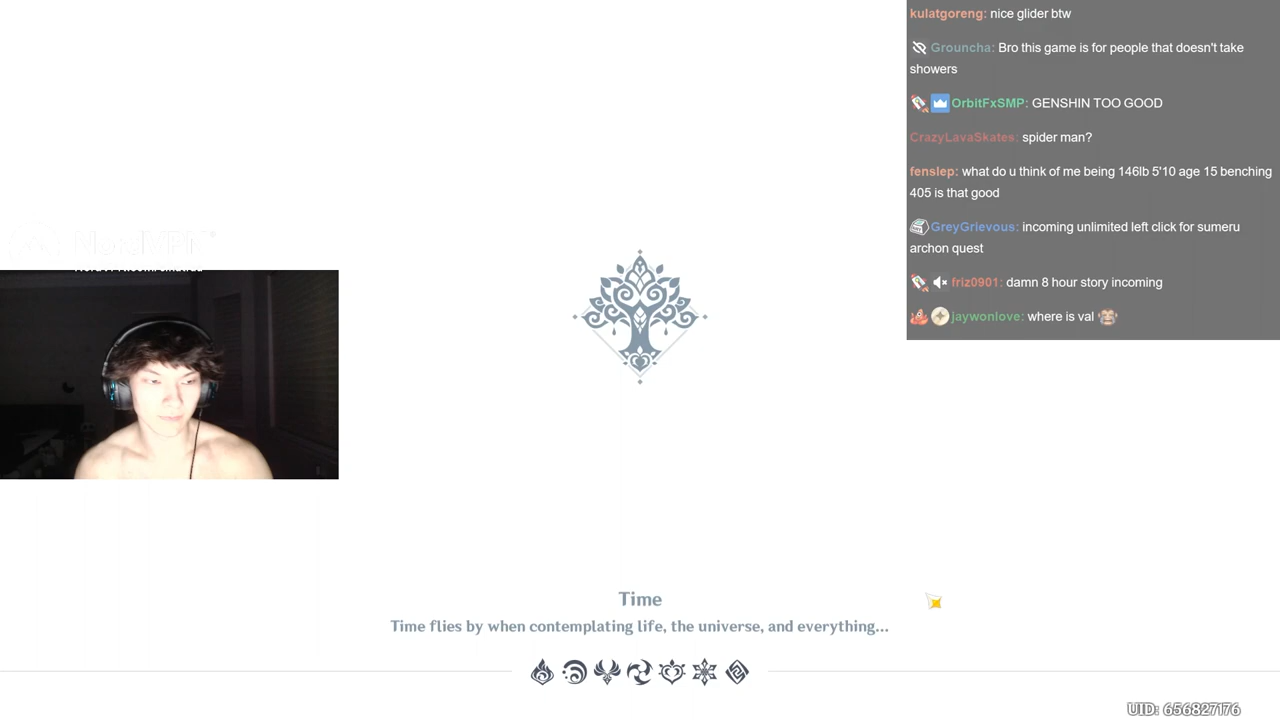 kulatgoreng: nice glider btw
Grouncha: Bro this game is for people that doesn't take
showers
OrbitFxSMP: GENSHIN TOO GOOD
CrazyLavaSkates: spider man?
fenslep: what do u think of me being 146lb 5'10 age 15 benching
405 is that good
GreyGrievous: incoming unlimited left click for sumeru
archon quest
friz0901: damn 8 hour story incoming
jaywonlove: where is val
NordVPN
Time
Time flies by when contemplating life, the universe, and everything...
UID: 656827176